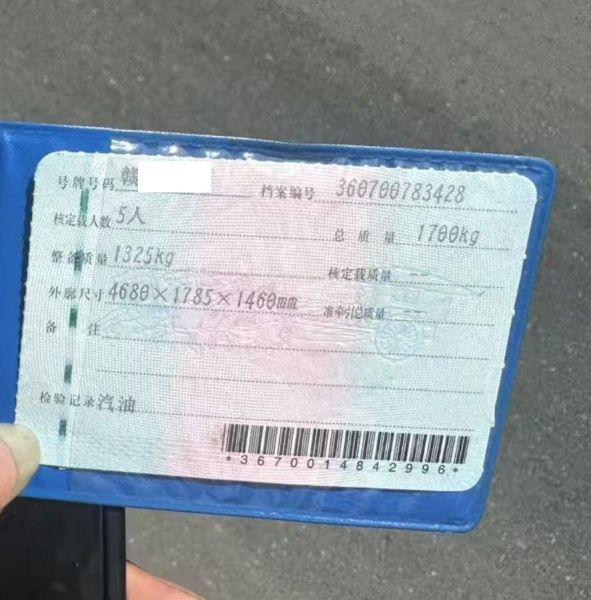 号牌号码 赣 档案编号 360700783428
核定载人数 5人 总质量 1700kg
整备质量 1325kg 核定载质量 --
外廓尺寸 4680×1785×1460mm 准牵引总质量 --
备注
检验记录 汽油
*3670014842996*